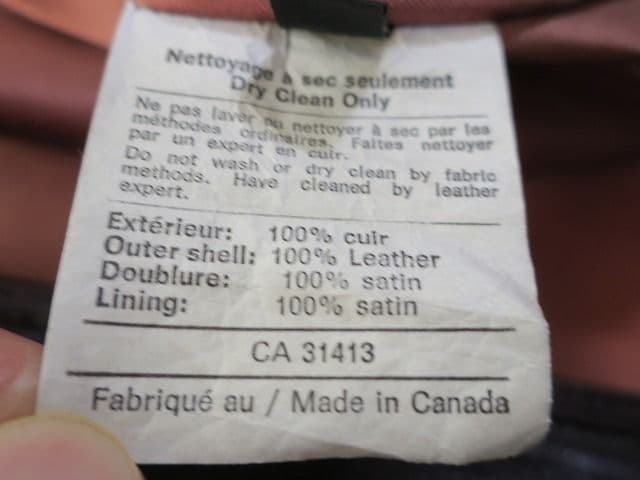 Nettoyage à sec seulement
Dry Clean Only
Ne pas laver ou nettoyer à sec par les
méthodes ordinaires. Faites nettoyer
par un expert en cuir.
Do not wash or dry clean by fabric
methods. Have cleaned by leather
expert.
Extérieur: 100% cuir
Outer shell: 100% Leather
Doublure: 100% satin
Lining: 100% satin
CA 31413
Fabriqué au / Made in Canada